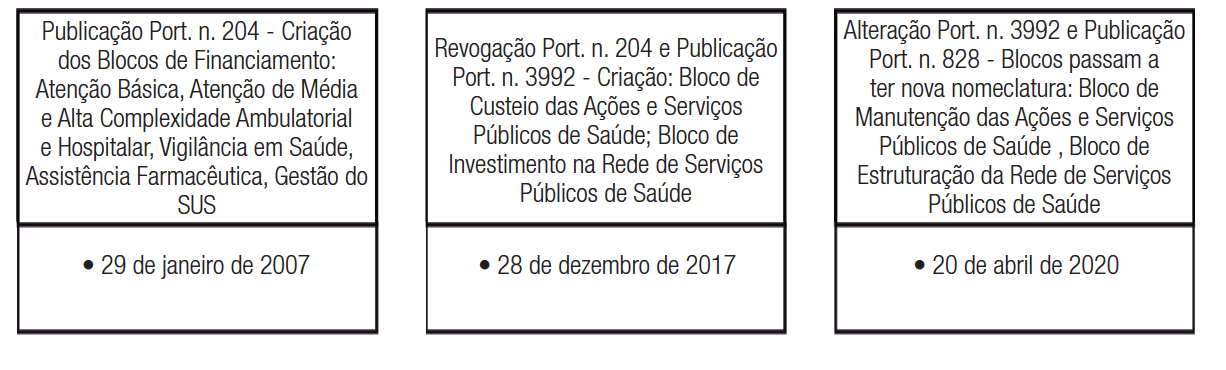 Publicação Port. n. 204 - Criação
dos Blocos de Financiamento:
Atenção Básica, Atenção de Média
e Alta Complexidade Ambulatorial
e Hospitalar, Vigilância em Saúde,
Assistência Farmacêutica, Gestão do
SUS
• 29 de janeiro de 2007
Revogação Port. n. 204 e Publicação
Port. n. 3992 - Criação: Bloco de
Custeio das Ações e Serviços
Públicos de Saúde; Bloco de
Investimento na Rede de Serviços
Públicos de Saúde
• 28 de dezembro de 2017
Alteração Port. n. 3992 e Publicação
Port. n. 828 - Blocos passam a
ter nova nomeclatura: Bloco de
Manutenção das Ações e Serviços
Públicos de Saúde , Bloco de
Estruturação da Rede de Serviços
Públicos de Saúde
• 20 de abril de 2020